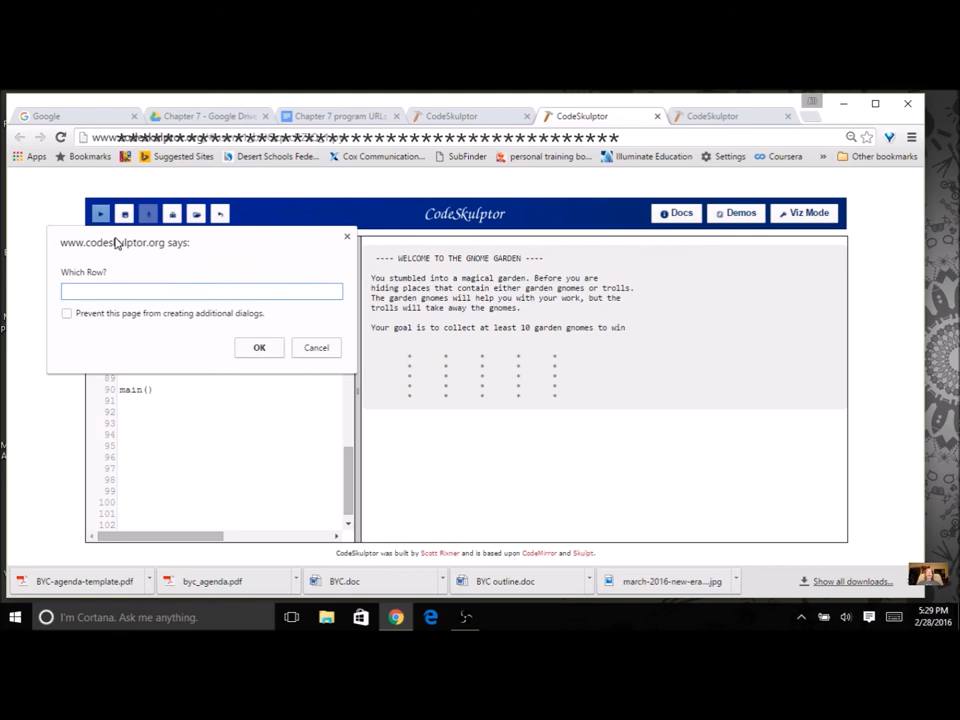 Google
Chapter 7 - Google Driv
Chapter 7 program URLs
CodeSkulptor
CodeSkulptor
CodeSkulptor
Apps
Bookmarks
Suggested Sites
Desert Schools Fede...
Cox Communication...
SubFinder
personal training bo...
Illuminate Education
Settings
Coursera
»
Other bookmarks
CodeSkulptor
Docs
Demos
Viz Mode
www.codeskulptor.org says:
Which Row?
Prevent this page from creating additional dialogs.
OK
Cancel
---- WELCOME TO THE GNOME GARDEN ----
You stumbled into a magical garden. Before you are
hiding places that contain either garden gnomes or trolls.
The garden gnomes will help you with your work, but the
trolls will take away the gnomes.
Your goal is to collect at least 10 garden gnomes to win
* * * * *
* * * * *
* * * * *
* * * * *
* * * * *
89
90 main()
91
92
93
94
95
96
97
98
99
100
101
102
CodeSkulptor was built by Scott Rixner and is based upon CodeMirror and Skulpt.
BYC-agenda-template.pdf
byc_agenda.pdf
BYC.doc
BYC outline.doc
march-2016-new-era....jpg
Show all downloads...
I'm Cortana. Ask me anything.
5:29 PM
2/28/2016